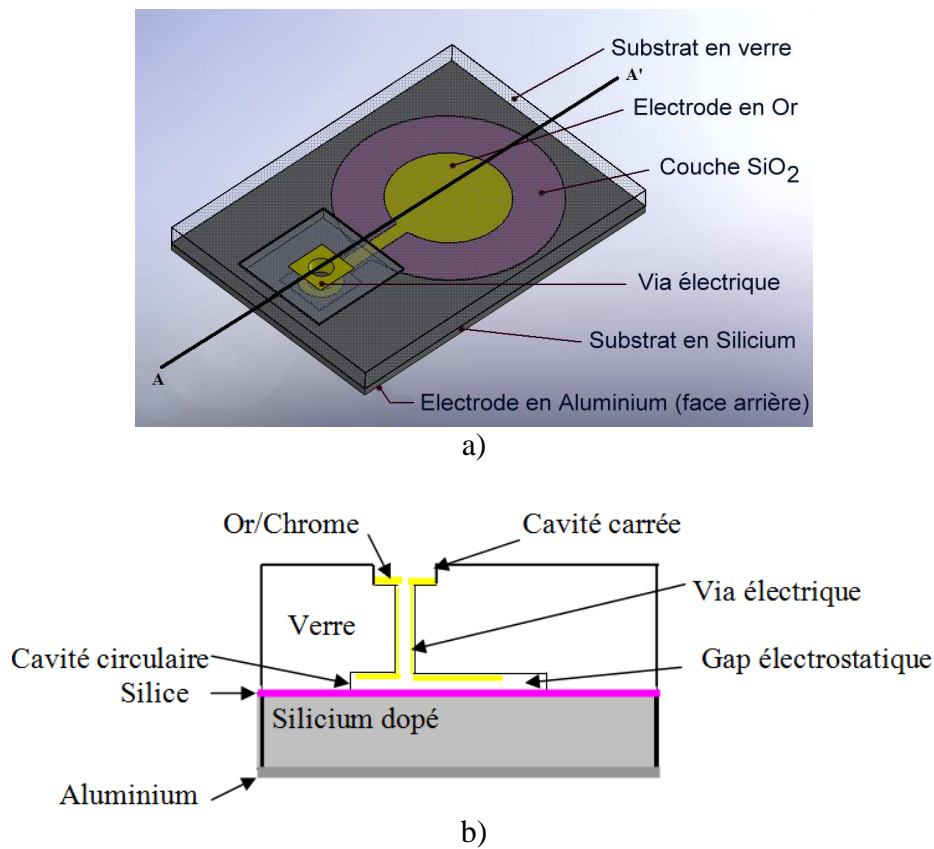 Substrat en verre
A'
Electrode en Or
Couche SiO2
Via électrique
Substrat en Silicium
A
Electrode en Aluminium (face arrière)
a)
Or/Chrome
Cavité carrée
Via électrique
Verre
Cavité circulaire
Gap électrostatique
Silice
Silicium dopé
Aluminium
b)